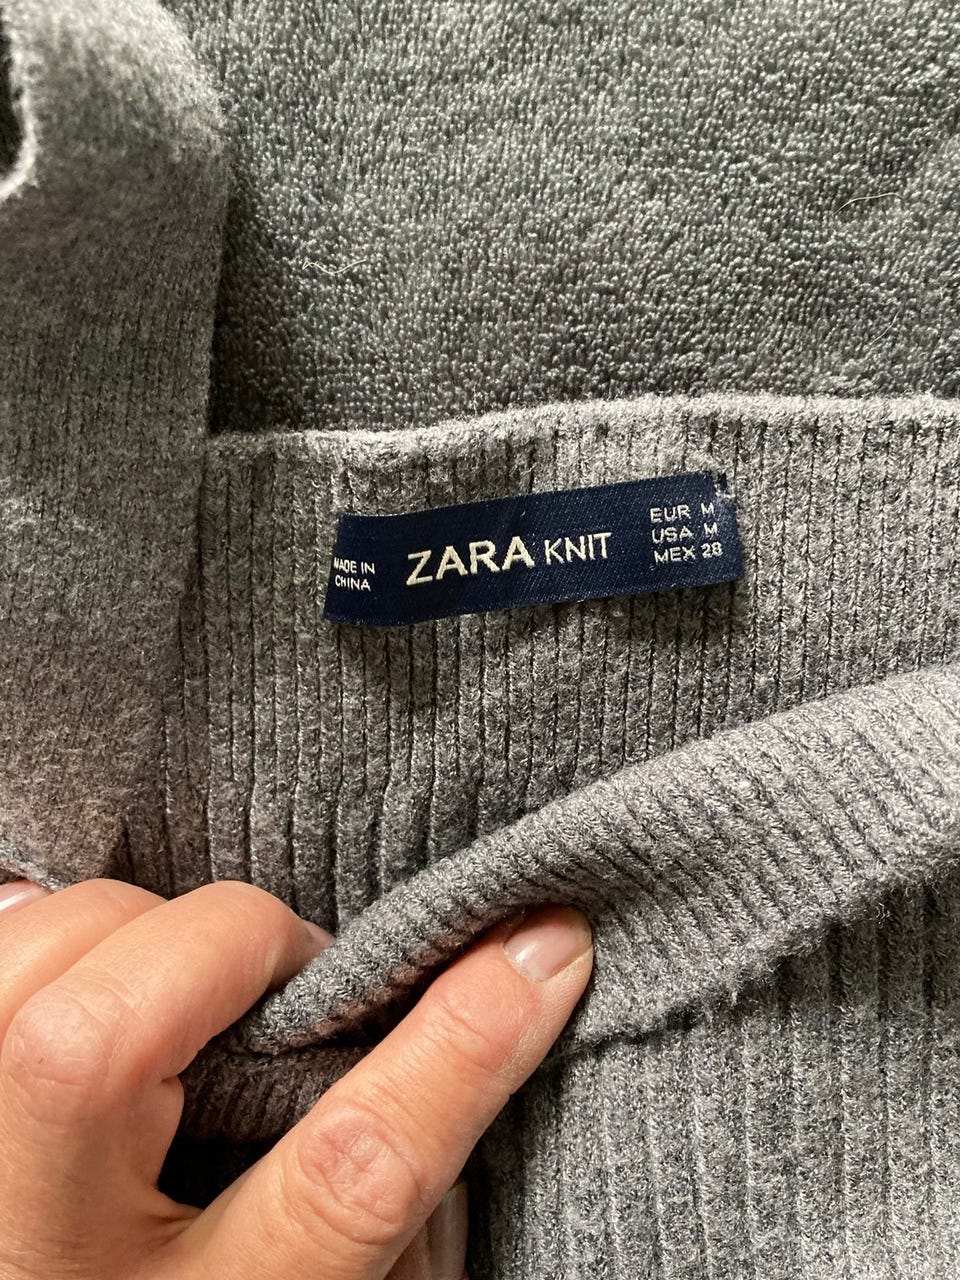 MADE IN
CHINA
ZARA KNIT
EUR M
USA M
MEX 28